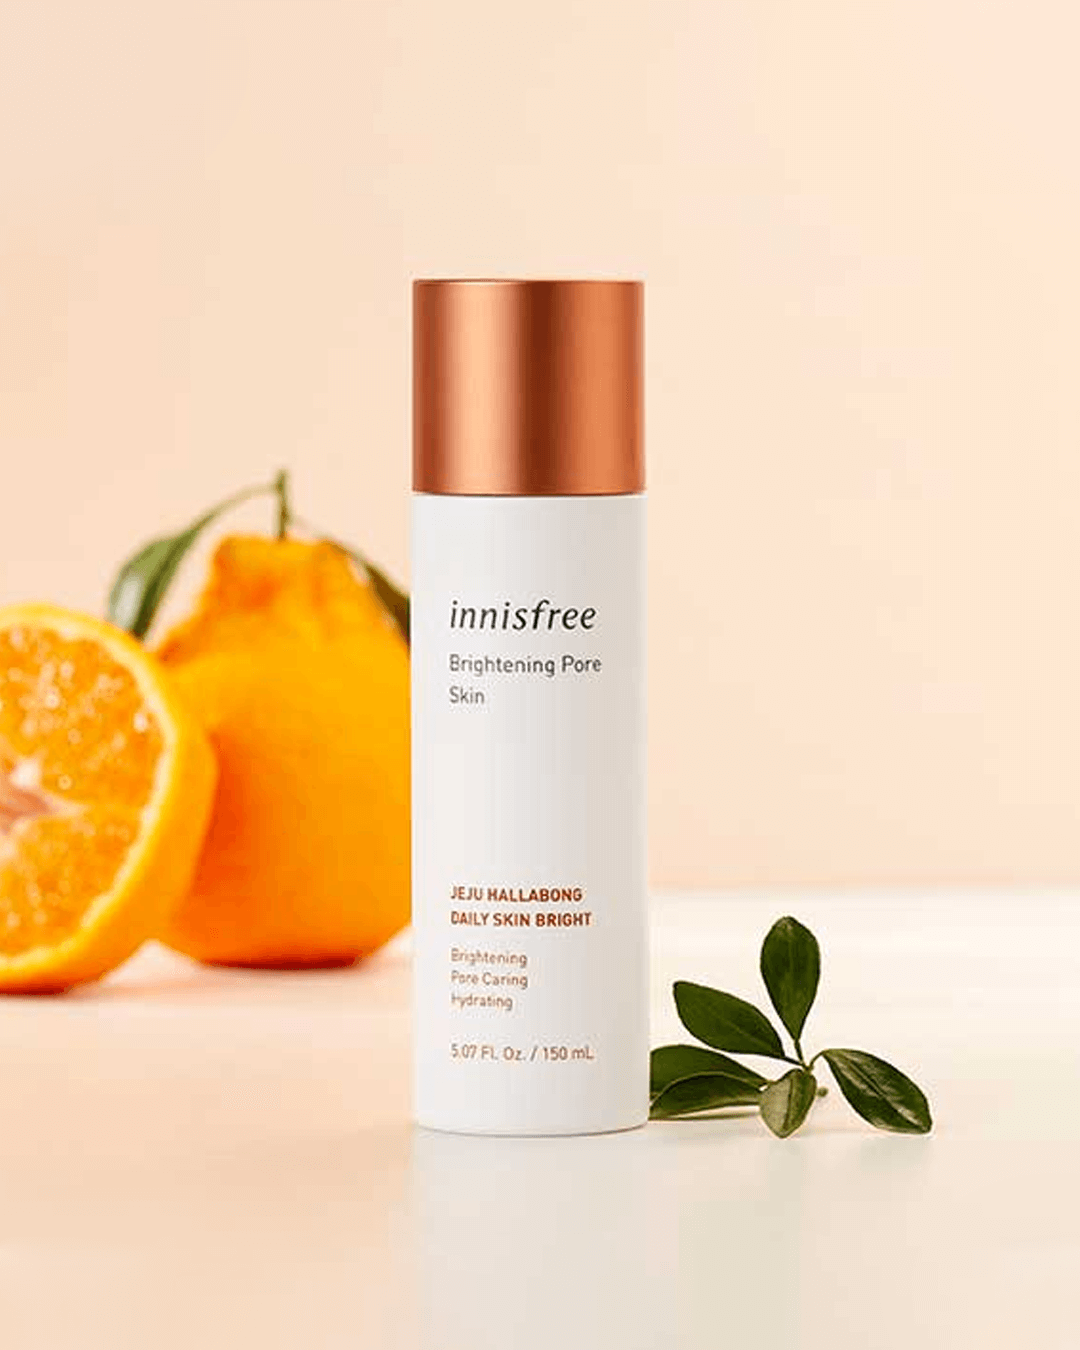 innisfree
Brightening Pore
Skin
JEJU HALLABONG
DAILY SKIN BRIGHT
Brightening
Pore Caring
Hydrating
5.07 FL. Oz. / 150 mL